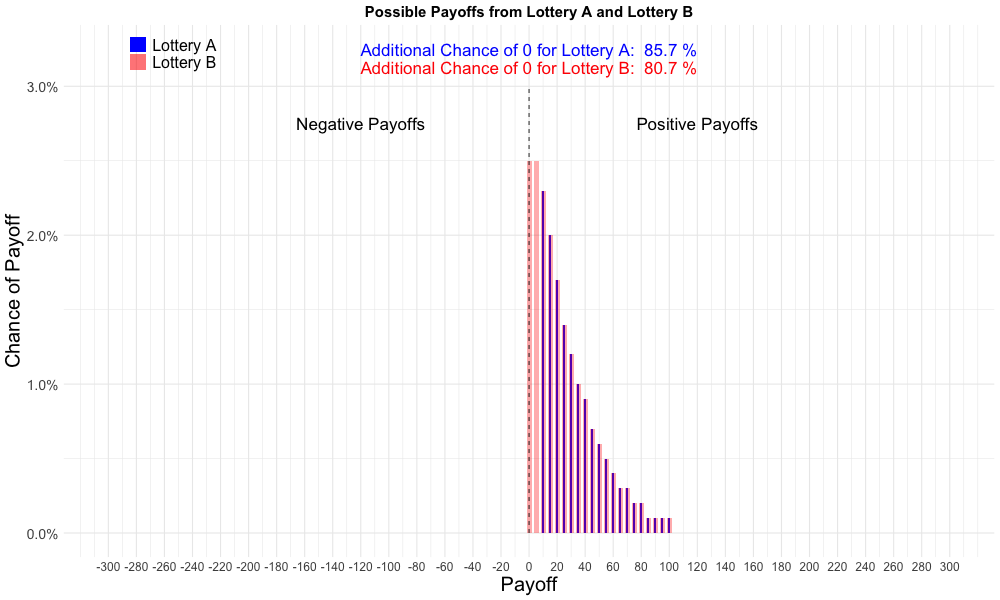 Possible Payoffs from Lottery A and Lottery B
Lottery A
Lottery B
Additional Chance of 0 for Lottery A: 85.7 %
Additional Chance of 0 for Lottery B: 80.7 %
Negative Payoffs
Positive Payoffs
Chance of Payoff
3.0%
2.0%
1.0%
0.0%
-300 -280 -260 -240 -220 -200 -180 -160 -140 -120 -100 -80 -60 -40 -20 0 20 40 60 80 100 120 140 160 180 200 220 240 260 280 300
Payoff